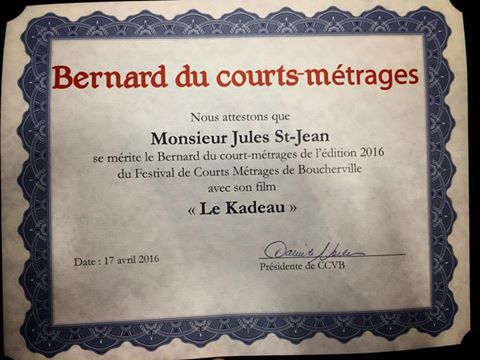 Bernard du courts-métrages
Nous attestons que
Monsieur Jules St-Jean
se mérite le Bernard du court-métrages de l'édition 2016
du Festival de Courts Métrages de Boucherville
avec son film
« Le Kadeau »
Date : 17 avril 2016
Présidente de CCVB